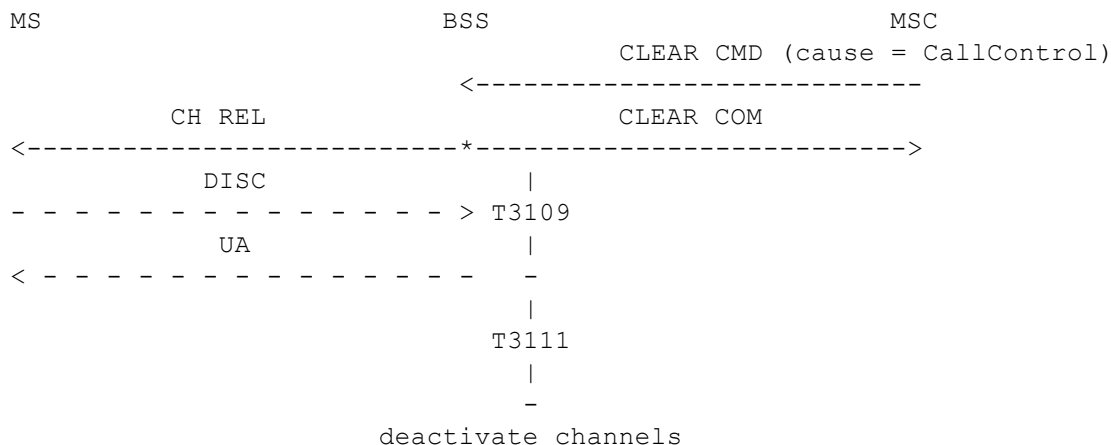 MS BSS MSC
CLEAR CMD (cause = CallControl)
<----------------------------
CH REL CLEAR COM
<---------------------------*--------------------------->
DISC |
- - - - - - - - - - - - - - > T3109
UA |
< - - - - - - - - - - - - - - -
|
T3111
|
-
deactivate channels